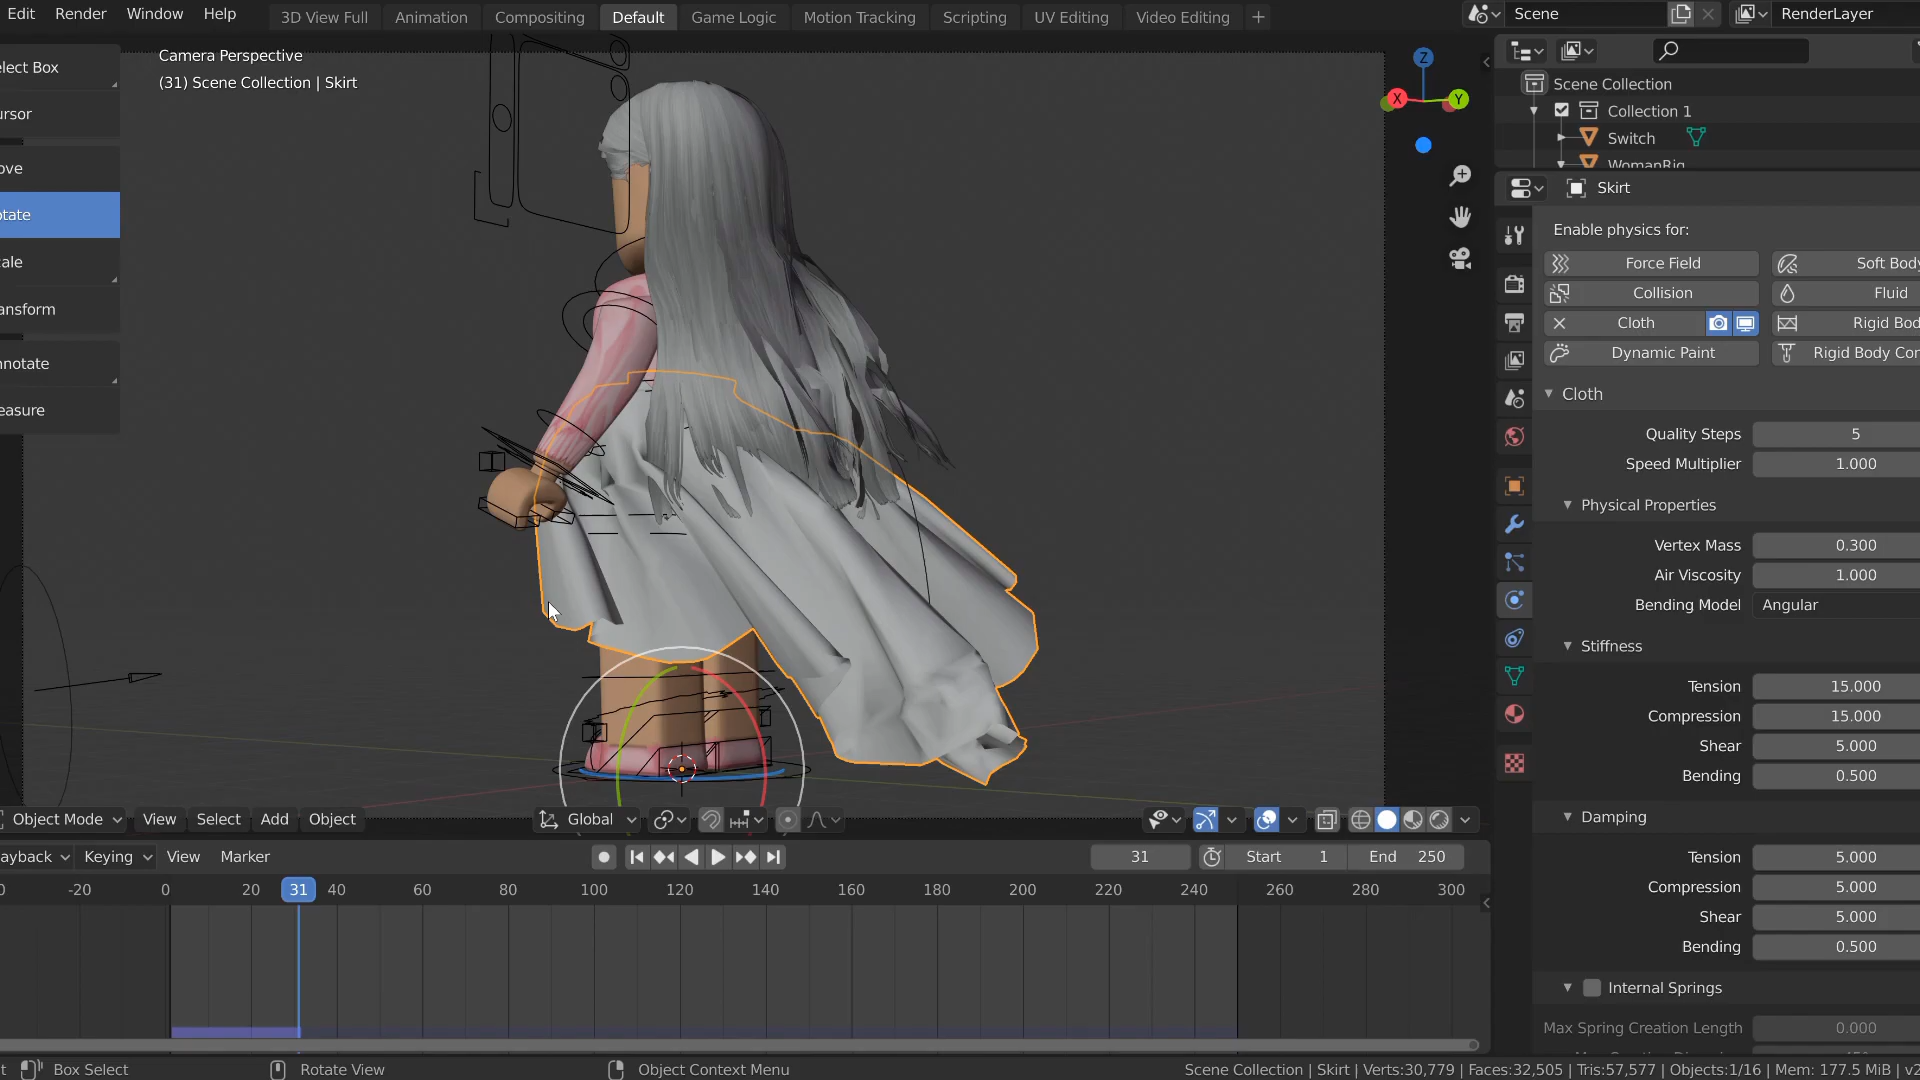 Edit Render Window Help 3D View Full Animation Compositing Default Game Logic Motion Tracking Scripting UV Editing Video Editing + Scene RenderLayer
Camera Perspective
(31) Scene Collection | Skirt
elect Box
ursor
ove
otate
cale
ransform
nnotate
easure
Z
X
Y
Scene Collection
Collection 1
Switch
WomanRig
Skirt
Enable physics for:
Force Field Soft Body
Collision Fluid
Cloth Rigid Bod
Dynamic Paint Rigid Body Cor
Cloth
Quality Steps 5
Speed Multiplier 1.000
Physical Properties
Vertex Mass 0.300
Air Viscosity 1.000
Bending Model Angular
Stiffness
Tension 15.000
Compression 15.000
Shear 5.000
Bending 0.500
Damping
Tension 5.000
Compression 5.000
Shear 5.000
Bending 0.500
Internal Springs
Max Spring Creation Length 0.000
Object Mode View Select Add Object Global
ayback Keying View Marker 31 Start 1 End 250
-20 0 20 31 40 60 80 100 120 140 160 180 200 220 240 260 280 300
t Box Select Rotate View Object Context Menu Scene Collection | Skirt | Verts:30,779 | Faces:32,505 | Tris:57,577 | Objects:1/16 | Mem: 177.5 MiB | v2